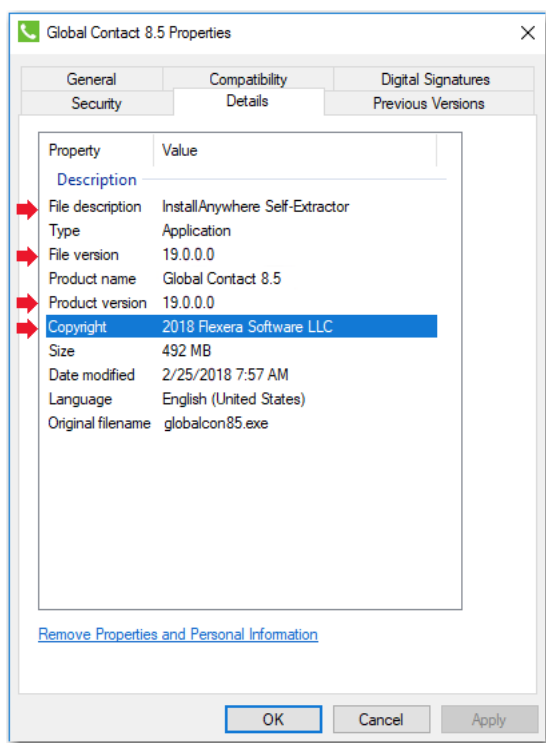 Global Contact 8.5 Properties
General Compatibility Digital Signatures
Security Details Previous Versions
Property Value
Description
File description InstallAnywhere Self-Extractor
Type Application
File version 19.0.0.0
Product name Global Contact 8.5
Product version 19.0.0.0
Copyright 2018 Flexera Software LLC
Size 492 MB
Date modified 2/25/2018 7:57 AM
Language English (United States)
Original filename globalcon85.exe
Remove Properties and Personal Information
OK Cancel Apply